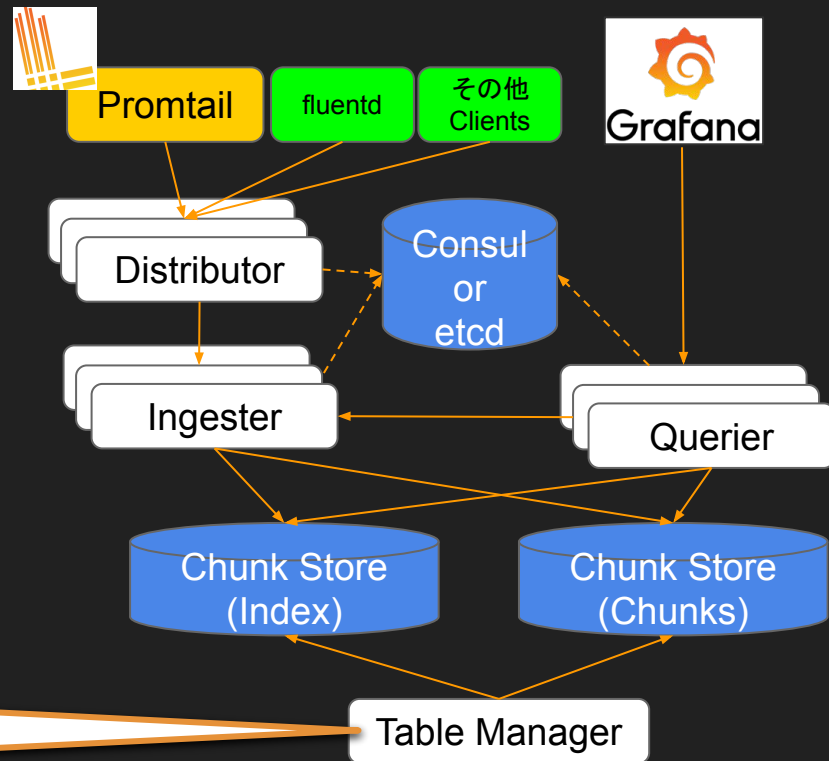 Promtail
fluentd
その他
Clients
Grafana
Distributor
Consul
or
etcd
Ingester
Querier
Chunk Store
(Index)
Chunk Store
(Chunks)
Table Manager